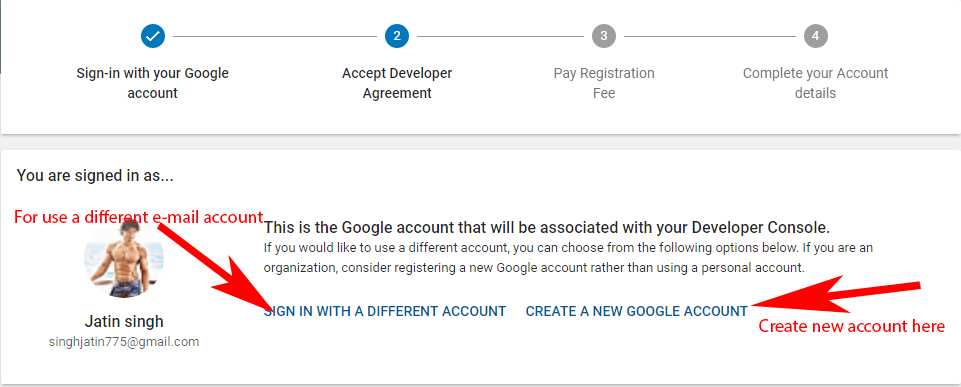 2
3
4
Sign-in with your Google
account
Accept Developer
Agreement
Pay Registration
Fee
Complete your Account
details
You are signed in as...
For use a different e-mail account
This is the Google account that will be associated with your Developer Console.
If you would like to use a different account, you can choose from the following options below. If you are an
organization, consider registering a new Google account rather than using a personal account.
SIGN IN WITH A DIFFERENT ACCOUNT
CREATE A NEW GOOGLE ACCOUNT
Create new account here
Jatin singh
singhjatin775@gmail.com